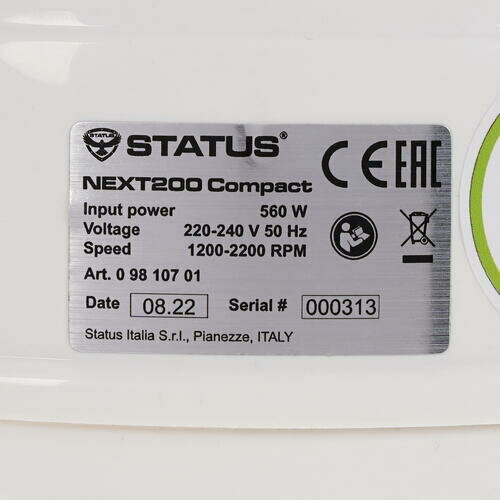 STATUS
STATUS®
CE EAC
NEXT200 Compact
Input power 560 W
Voltage 220-240 V 50 Hz
Speed 1200-2200 RPM
Art. 0 98 107 01
Date 08.22 Serial # 000313
Status Italia S.r.l., Pianezze, ITALY